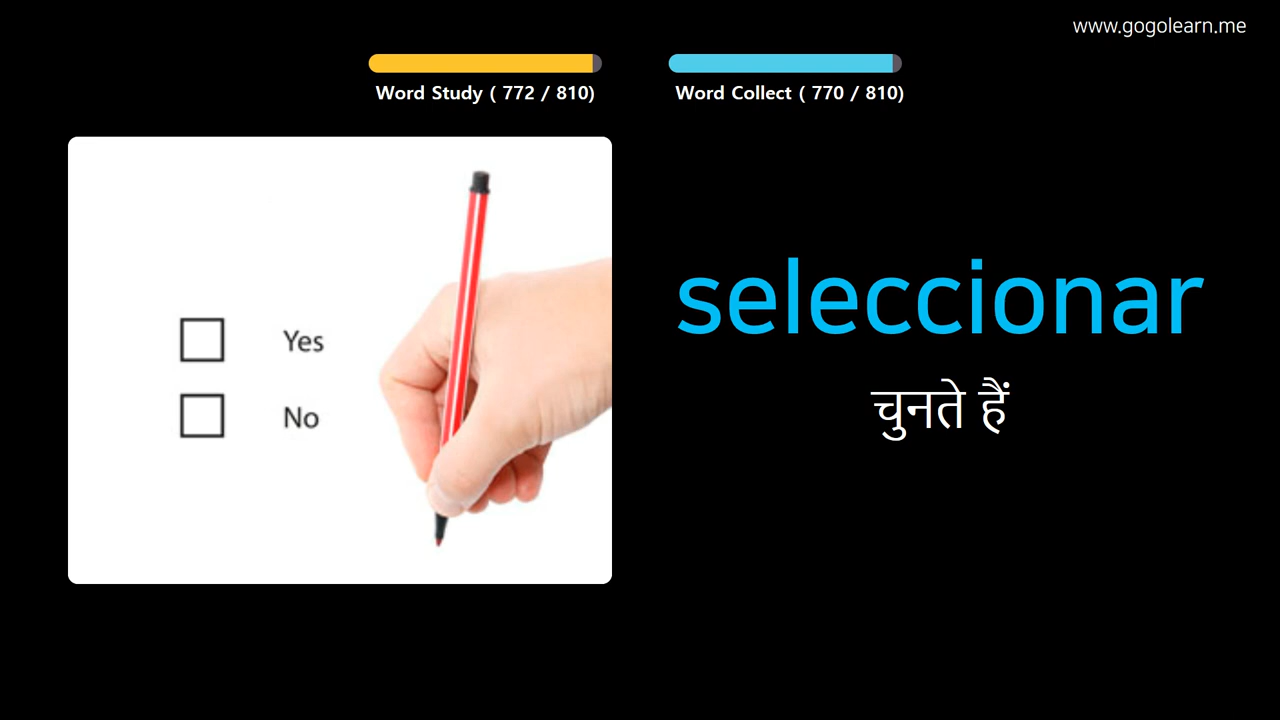 www.gogolearn.me
Word Study ( 772 / 810)
Word Collect ( 770 / 810)
Yes
No
seleccionar
चुनते हैं